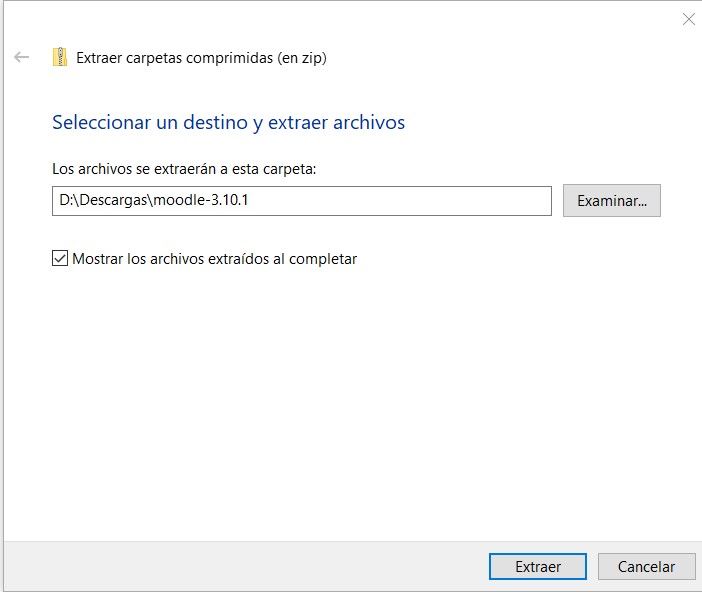 Extraer carpetas comprimidas (en zip)
Seleccionar un destino y extraer archivos
Los archivos se extraerán a esta carpeta:
D:\Descargas\moodle-3.10.1
Examinar...
Mostrar los archivos extraídos al completar
Extraer
Cancelar